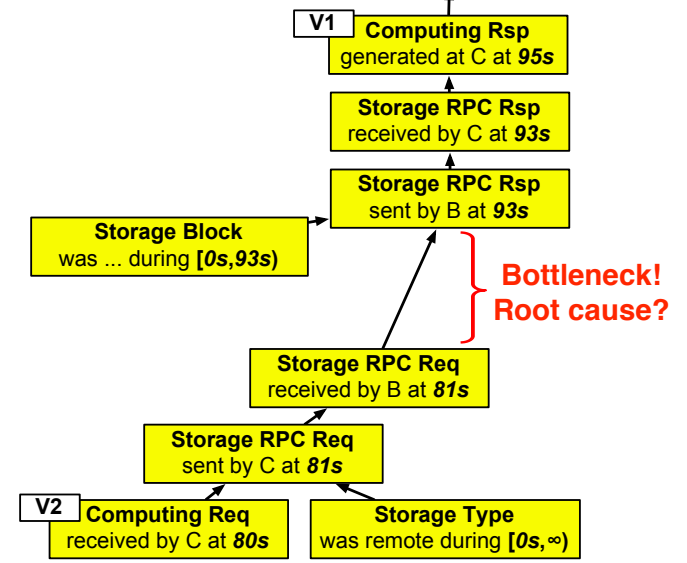 V1
Computing Rsp
generated at C at 95s
Storage RPC Rsp
received by C at 93s
Storage RPC Rsp
sent by B at 93s
Storage Block
was ... during [0s,93s)
Bottleneck!
Root cause?
Storage RPC Req
received by B at 81s
Storage RPC Req
sent by C at 81s
V2
Computing Req
received by C at 80s
Storage Type
was remote during [0s,∞)